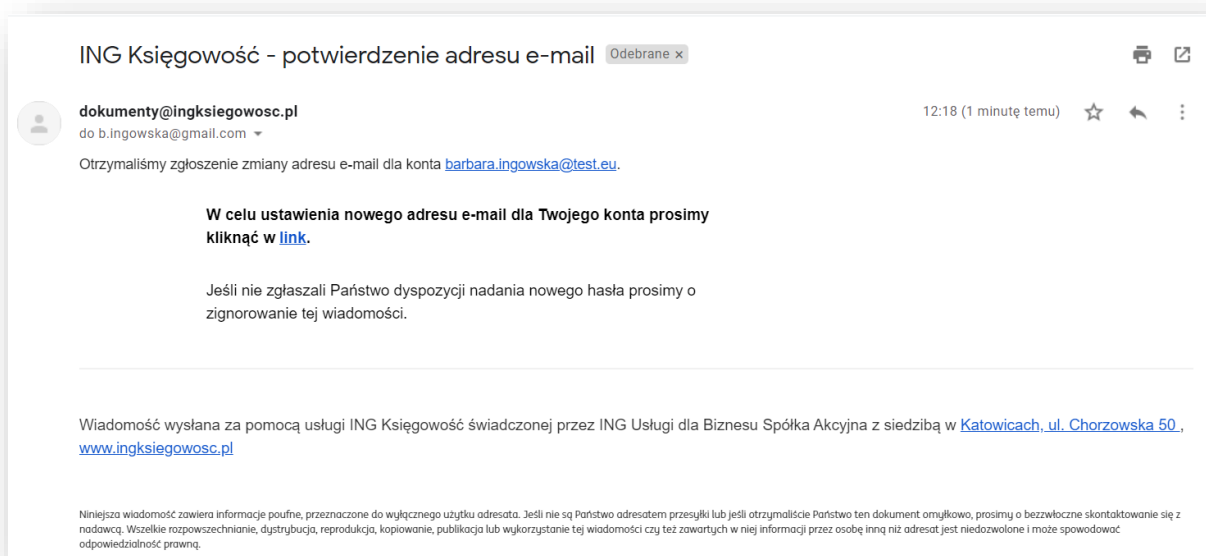 ING Księgowość - potwierdzenie adresu e-mail Odebrane ×
dokumenty@ingksiegowosc.pl 12:18 (1 minutę temu)
do b.ingowska@gmail.com
Otrzymaliśmy zgłoszenie zmiany adresu e-mail dla konta barbara.ingowska@test.eu.
W celu ustawienia nowego adresu e-mail dla Twojego konta prosimy
kliknąć w link.
Jeśli nie zgłaszali Państwo dyspozycji nadania nowego hasła prosimy o
zignorowanie tej wiadomości.
Wiadomość wysłana za pomocą usługi ING Księgowość świadczonej przez ING Usługi dla Biznesu Spółka Akcyjna z siedzibą w Katowicach, ul. Chorzowska 50 ,
www.ingksiegowosc.pl
Niniejsza wiadomość zawiera informacje poufne, przeznaczone do wyłącznego użytku adresata. Jeśli nie są Państwo adresatem przesyłki lub jeśli otrzymaliście Państwo ten dokument omyłkowo, prosimy o bezzwłoczne skontaktowanie się z
nadawcą. Wszelkie rozpowszechnianie, dystrybucja, reprodukcja, kopiowanie, publikacja lub wykorzystanie tej wiadomości czy też zawartych w niej informacji przez osobę inną niż adresat jest niedozwolone i może spowodować
odpowiedzialność prawną.